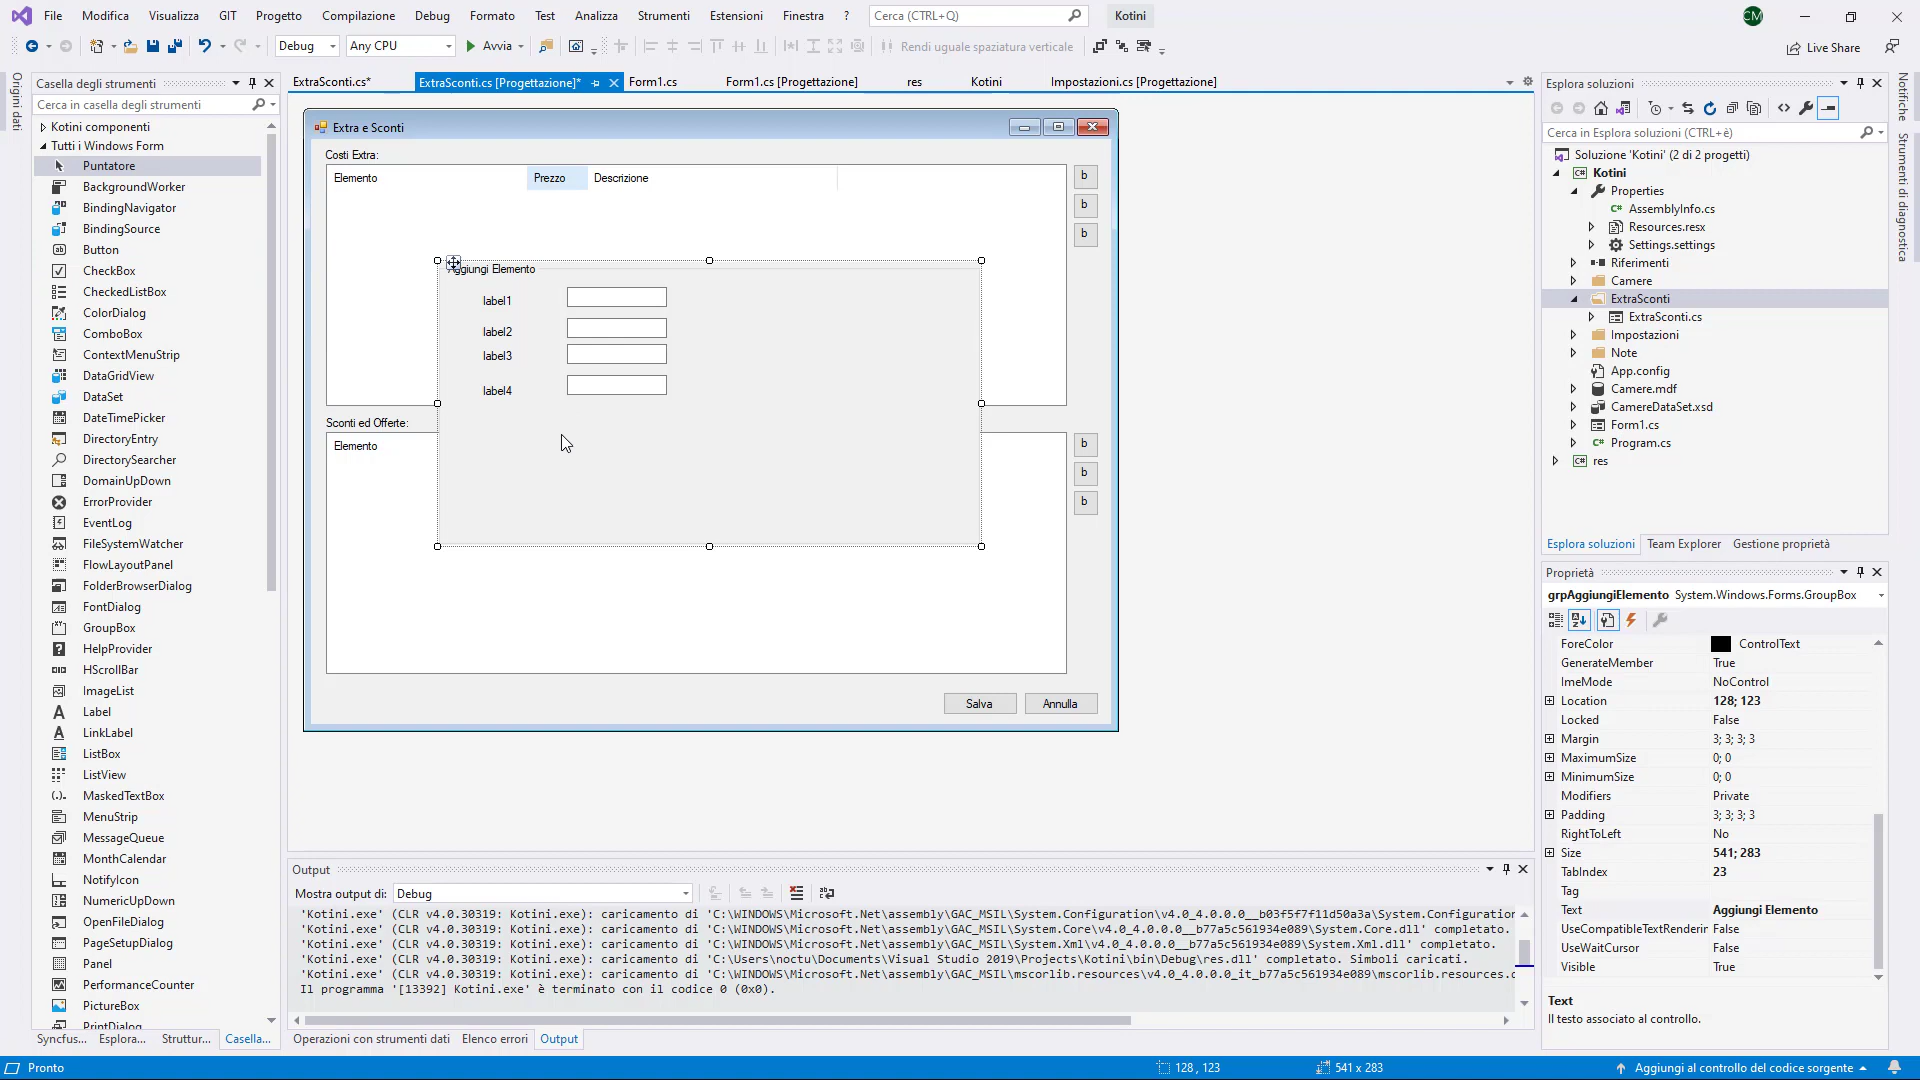 File Modifica Visualizza GIT Progetto Compilazione Debug Formato Test Analizza Strumenti Estensioni Finestra ? Cerca (CTRL+Q) Kotini CM
Debug Any CPU Avvia Rendi uguale spaziatura verticale Live Share
Origini dati
Casella degli strumenti
Cerca in casella degli strumenti
Kotini componenti
Tutti i Windows Form
Puntatore
BackgroundWorker
BindingNavigator
BindingSource
Button
CheckBox
CheckedListBox
ColorDialog
ComboBox
ContextMenuStrip
DataGridView
DataSet
DateTimePicker
DirectoryEntry
DirectorySearcher
DomainUpDown
ErrorProvider
EventLog
FileSystemWatcher
FlowLayoutPanel
FolderBrowserDialog
FontDialog
GroupBox
HelpProvider
HScrollBar
ImageList
Label
LinkLabel
ListBox
ListView
MaskedTextBox
MenuStrip
MessageQueue
MonthCalendar
NotifyIcon
NumericUpDown
OpenFileDialog
PageSetupDialog
Panel
PerformanceCounter
PictureBox
PrintDialog
Syncfus... Esplora... Struttur... Casella...
ExtraSconti.cs* ExtraSconti.cs [Progettazione]* Form1.cs Form1.cs [Progettazione] res Kotini Impostazioni.cs [Progettazione]
Extra e Sconti
Costi Extra:
Elemento Prezzo Descrizione
b
b
b
Aggiungi Elemento
label1
label2
label3
label4
Sconti ed Offerte:
Elemento
b
b
b
Salva Annulla
Output
Mostra output di: Debug
'Kotini.exe' (CLR v4.0.30319: Kotini.exe): caricamento di 'C:\WINDOWS\Microsoft.Net\assembly\GAC_MSIL\System.Configuration\v4.0_4.0.0.0__b03f5f7f11d50a3a\System.Configuration
'Kotini.exe' (CLR v4.0.30319: Kotini.exe): caricamento di 'C:\WINDOWS\Microsoft.Net\assembly\GAC_MSIL\System.Core\v4.0_4.0.0.0__b77a5c561934e089\System.Core.dll' completato.
'Kotini.exe' (CLR v4.0.30319: Kotini.exe): caricamento di 'C:\WINDOWS\Microsoft.Net\assembly\GAC_MSIL\System.Xml\v4.0_4.0.0.0__b77a5c561934e089\System.Xml.dll' completato.
'Kotini.exe' (CLR v4.0.30319: Kotini.exe): caricamento di 'C:\Users\noctu\Documents\Visual Studio 2019\Projects\Kotini\bin\Debug\res.dll' completato. Simboli caricati.
'Kotini.exe' (CLR v4.0.30319: Kotini.exe): caricamento di 'C:\WINDOWS\Microsoft.Net\assembly\GAC_MSIL\mscorlib.resources\v4.0_4.0.0.0_it_b77a5c561934e089\mscorlib.resources.d
Il programma '[13392] Kotini.exe' è terminato con il codice 0 (0x0).
Operazioni con strumenti dati Elenco errori Output
Esplora soluzioni
Cerca in Esplora soluzioni (CTRL+è)
Soluzione 'Kotini' (2 di 2 progetti)
Kotini
Properties
AssemblyInfo.cs
Resources.resx
Settings.settings
Riferimenti
Camere
ExtraSconti
ExtraSconti.cs
Impostazioni
Note
App.config
Camere.mdf
CamereDataSet.xsd
Form1.cs
Program.cs
res
Esplora soluzioni Team Explorer Gestione proprietà
Proprietà
grpAggiungiElemento System.Windows.Forms.GroupBox
ForeColor ControlText
GenerateMember True
ImeMode NoControl
Location 128; 123
Locked False
Margin 3; 3; 3; 3
MaximumSize 0; 0
MinimumSize 0; 0
Modifiers Private
Padding 3; 3; 3; 3
RightToLeft No
Size 541; 283
TabIndex 23
Tag
Text Aggiungi Elemento
UseCompatibleTextRenderin False
UseWaitCursor False
Visible True
Text
Il testo associato al controllo.
Notifiche
Strumenti di diagnostica
Pronto 128 , 123 541 x 283 Aggiungi al controllo del codice sorgente